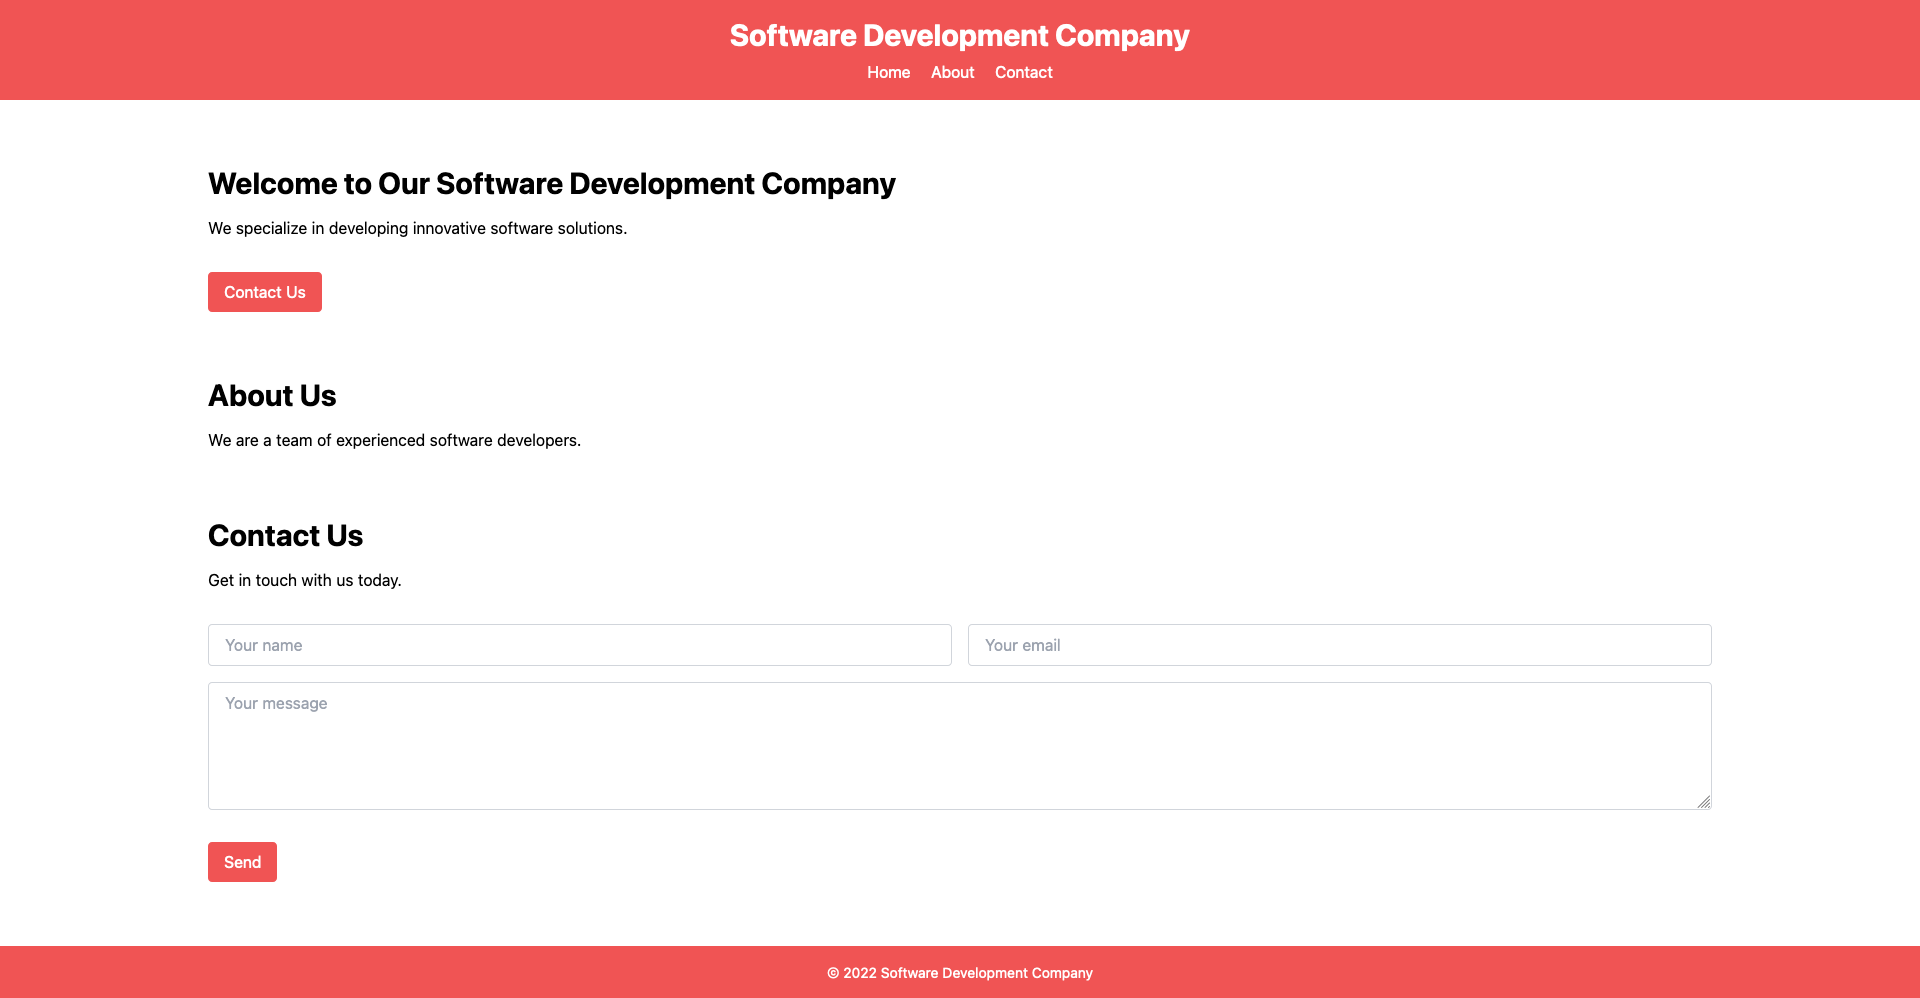 Software Development Company
Home About Contact
Welcome to Our Software Development Company
We specialize in developing innovative software solutions.
Contact Us
About Us
We are a team of experienced software developers.
Contact Us
Get in touch with us today.
Your name Your email
Your message
Send
© 2022 Software Development Company